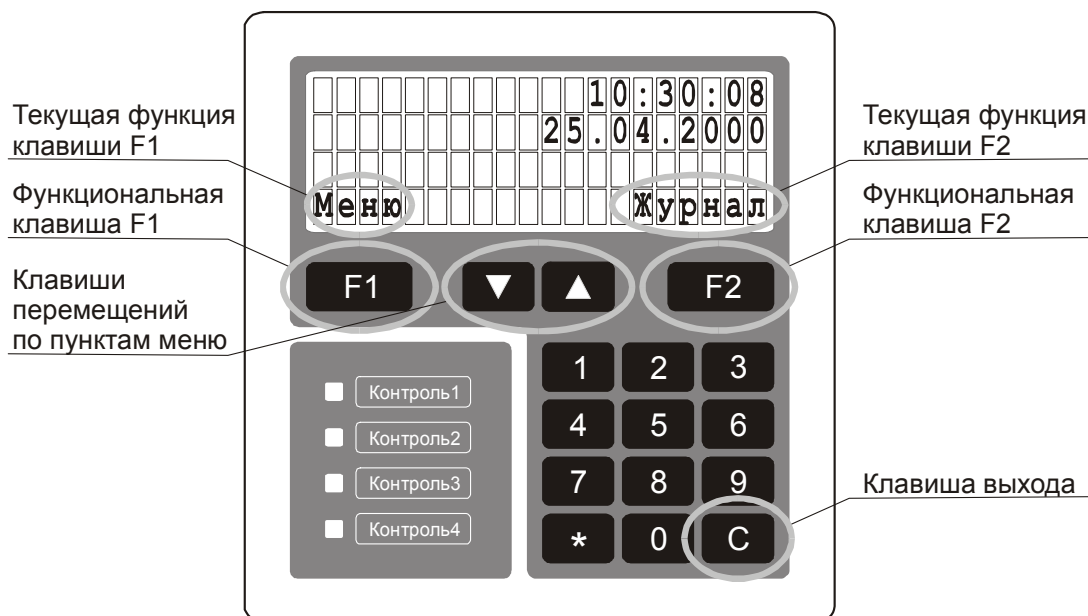 10:30:08
25.04.2000
Меню Журнал
Текущая функция
клавиши F1
Функциональная
клавиша F1
Клавиши
перемещений
по пунктам меню
Текущая функция
клавиши F2
Функциональная
клавиша F2
Клавиша выхода
F1 ▼ ▲ F2
1 2 3
4 5 6
7 8 9
* 0 C
Контроль1
Контроль2
Контроль3
Контроль4